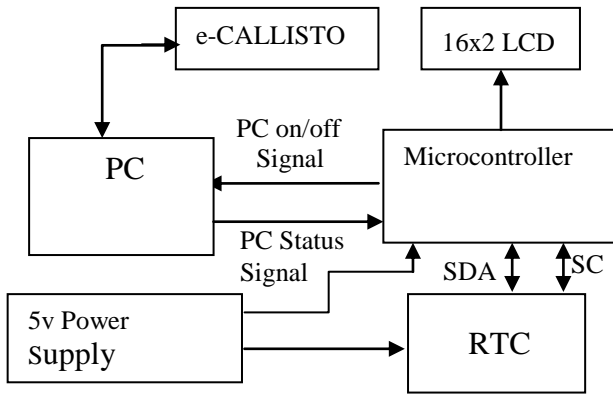 e-CALLISTO
16x2 LCD
PC on/off
Signal
PC
Microcontroller
PC Status
Signal
SDA
SC
5v Power
Supply
RTC